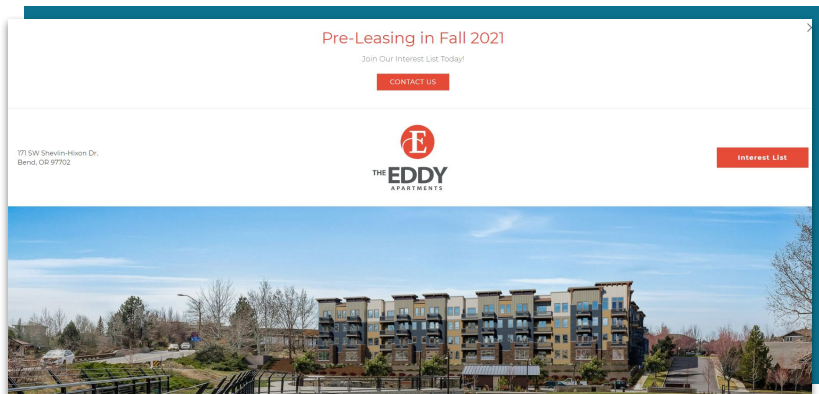 Pre-Leasing in Fall 2021
Join Our Interest List Today!
CONTACT US
171 SW Shevlin-Hixon Dr.
Bend, OR 97702
E
THE EDDY
APARTMENTS
Interest List